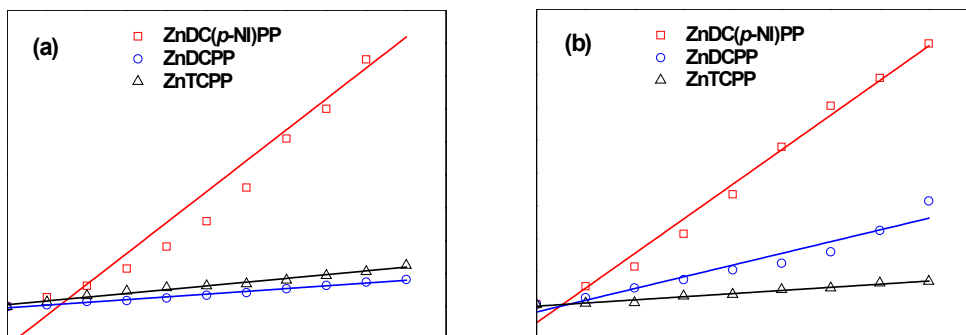 (a)
ZnDC(p-NI)PP
ZnDCPP
ZnTCPP
(b)
ZnDC(p-NI)PP
ZnDCPP
ZnTCPP